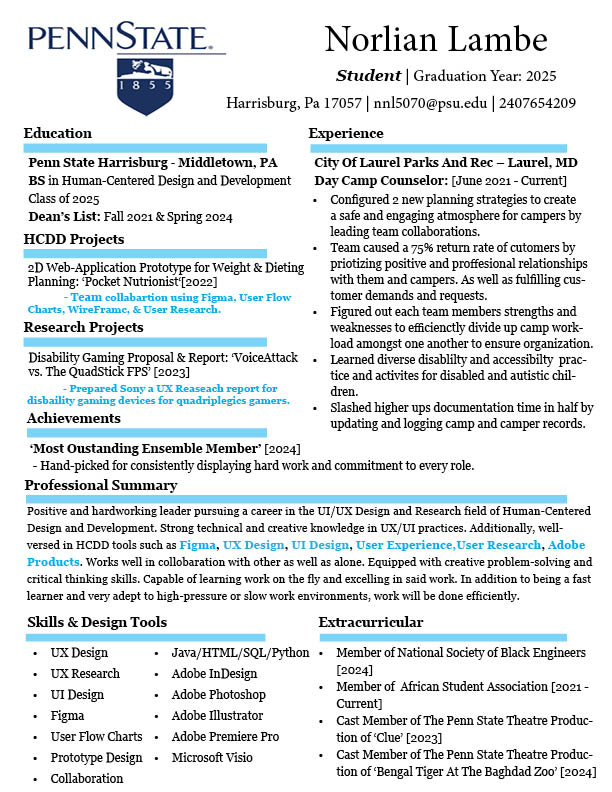 PENNSTATE.
1855
Norlian Lambe
Student | Graduation Year: 2025
Harrisburg, Pa 17057 | nnl5070@psu.edu | 2407654209
Education
Penn State Harrisburg - Middletown, PA
BS in Human-Centered Design and Development
Class of 2025
Dean's List: Fall 2021 & Spring 2024
HCDD Projects
2D Web-Application Prototype for Weight & Dieting
Planning: 'Pocket Nutrionist'[2022]
- Team collabartion using Figma, User Flow
Charts, WireFrame, & User Research.
Research Projects
Disability Gaming Proposal & Report: 'VoiceAttack
vs. The QuadStick FPS' [2023]
- Prepared Sony a UX Reaseach report for
disbaility gaming devices for quadriplegics gamers.
Achievements
'Most Oustanding Ensemble Member' [2024]
- Hand-picked for consistently displaying hard work and commitment to every role.
Experience
City Of Laurel Parks And Rec – Laurel, MD
Day Camp Counselor: [June 2021 - Current]
• Configured 2 new planning strategies to create
a safe and engaging atmosphere for campers by
leading team collaborations.
• Team caused a 75% return rate of cutomers by
priotizing positive and proffesional relationships
with them and campers. As well as fulfilling cus-
tomer demands and requests.
• Figured out each team members strengths and
weaknesses to efficienctly divide up camp work-
load amongst one another to ensure organization.
• Learned diverse disablilty and accessibilty prac-
tice and activites for disabled and autistic chil-
dren.
• Slashed higher ups documentation time in half by
updating and logging camp and camper records.
Professional Summary
Positive and hardworking leader pursuing a career in the UI/UX Design and Research field of Human-Centered
Design and Development. Strong technical and creative knowledge in UX/UI practices. Additionally, well-
versed in HCDD tools such as Figma, UX Design, UI Design, User Experience,User Research, Adobe
Products. Works well in colloboration with other as well as alone. Equipped with creative problem-solving and
critical thinking skills. Capable of learning work on the fly and excelling in said work. In addition to being a fast
learner and very adept to high-pressure or slow work environments, work will be done efficiently.
Skills & Design Tools
• UX Design
• UX Research
• UI Design
• Figma
• User Flow Charts
• Prototype Design
• Collaboration
• Java/HTML/SQL/Python
• Adobe InDesign
• Adobe Photoshop
• Adobe Illustrator
• Adobe Premiere Pro
• Microsoft Visio
Extracurricular
• Member of National Society of Black Engineers
[2024]
• Member of African Student Association [2021 -
Current]
• Cast Member of The Penn State Theatre Produc-
tion of 'Clue' [2023]
• Cast Member of The Penn State Theatre Produc-
tion of 'Bengal Tiger At The Baghdad Zoo' [2024]